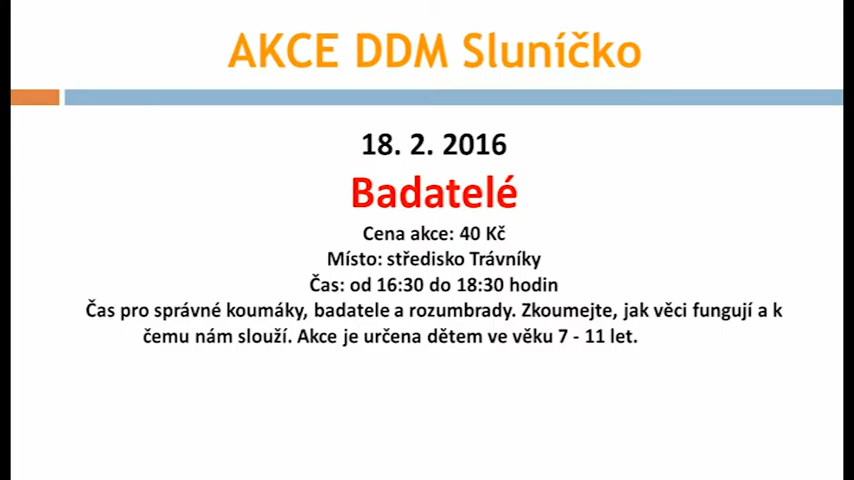 AKCE DDM Sluníčko
18. 2. 2016
Badatelé
Cena akce: 40 Kč
Místo: středisko Trávníky
Čas: od 16:30 do 18:30 hodin
Čas pro správné koumáky, badatele a rozumbrady. Zkoumejte, jak věci fungují a k
čemu nám slouží. Akce je určena dětem ve věku 7 - 11 let.